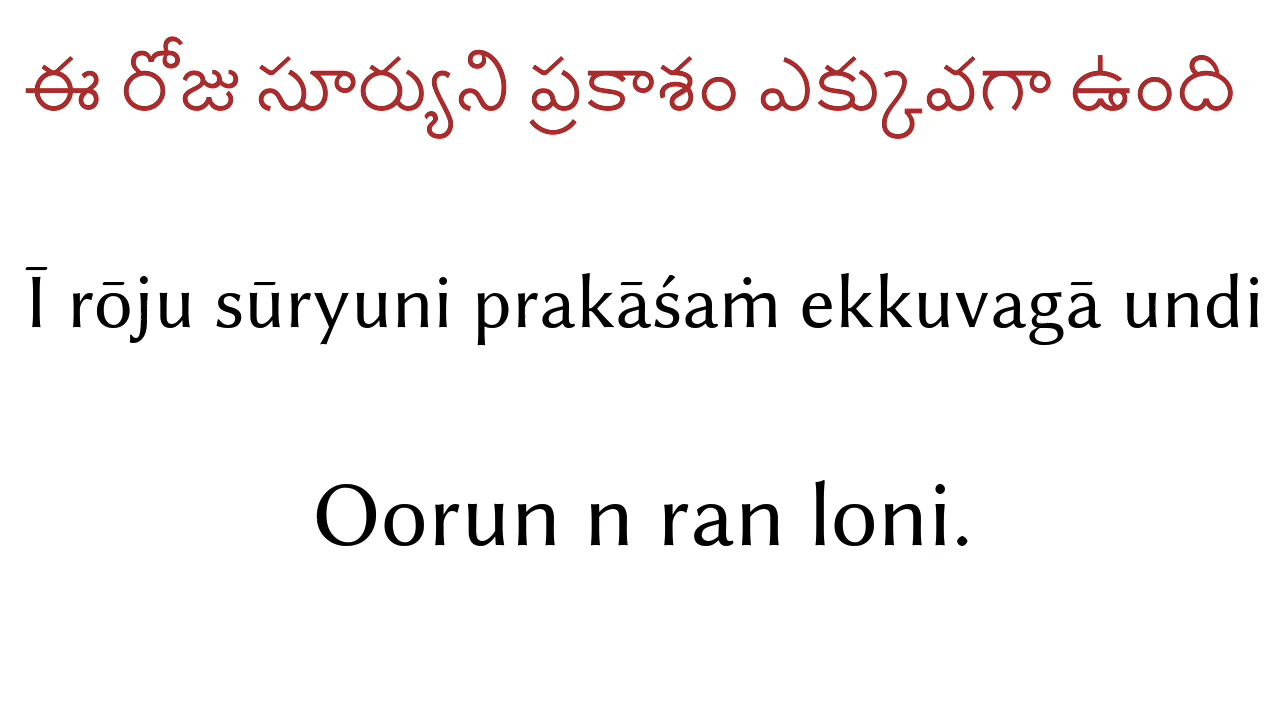 ఈ రోజు సూర్యుని ప్రకాశం ఎక్కువగా ఉంది
Ī rōju sūryuni prakāśaṁ ekkuvagā undi
Oorun n ran loni.